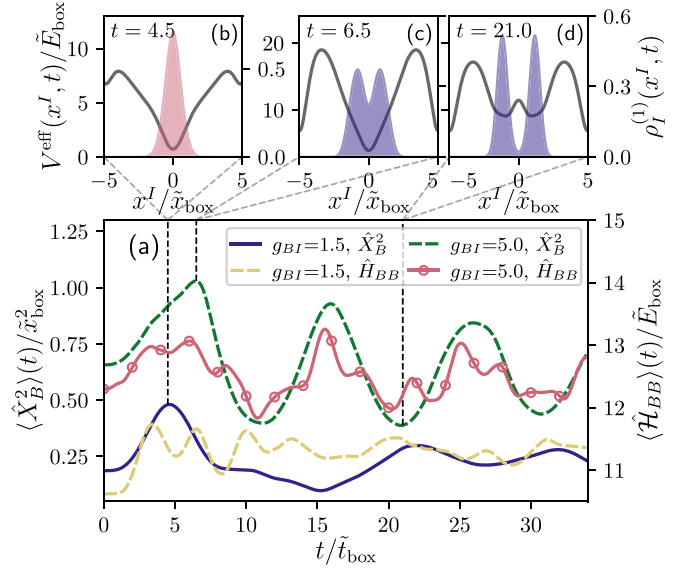 t = 4.5 (b)
t = 6.5 (c)
t = 21.0 (d)
V^eff(x^I, t)/Ẽ_box
10
5
0
20
10
0
0.5
0.0
0.6
0.4
0.2
0.0
ρ_I^(1)(x^I, t)
−5 0 5
−5 0 5
−5 0 5
x^I/x̃_box
x^I/x̃_box
x^I/x̃_box
(a)
g_BI=1.5, X̂_B^2
g_BI=1.5, Ĥ_BB
g_BI=5.0, X̂_B^2
g_BI=5.0, Ĥ_BB
⟨X̂_B^2⟩(t)/x̃_box^2
1.25
1.00
0.75
0.50
0.25
15
14
13
12
11
⟨Ĥ_BB⟩(t)/Ẽ_box
0 5 10 15 20 25 30
t/t̃_box